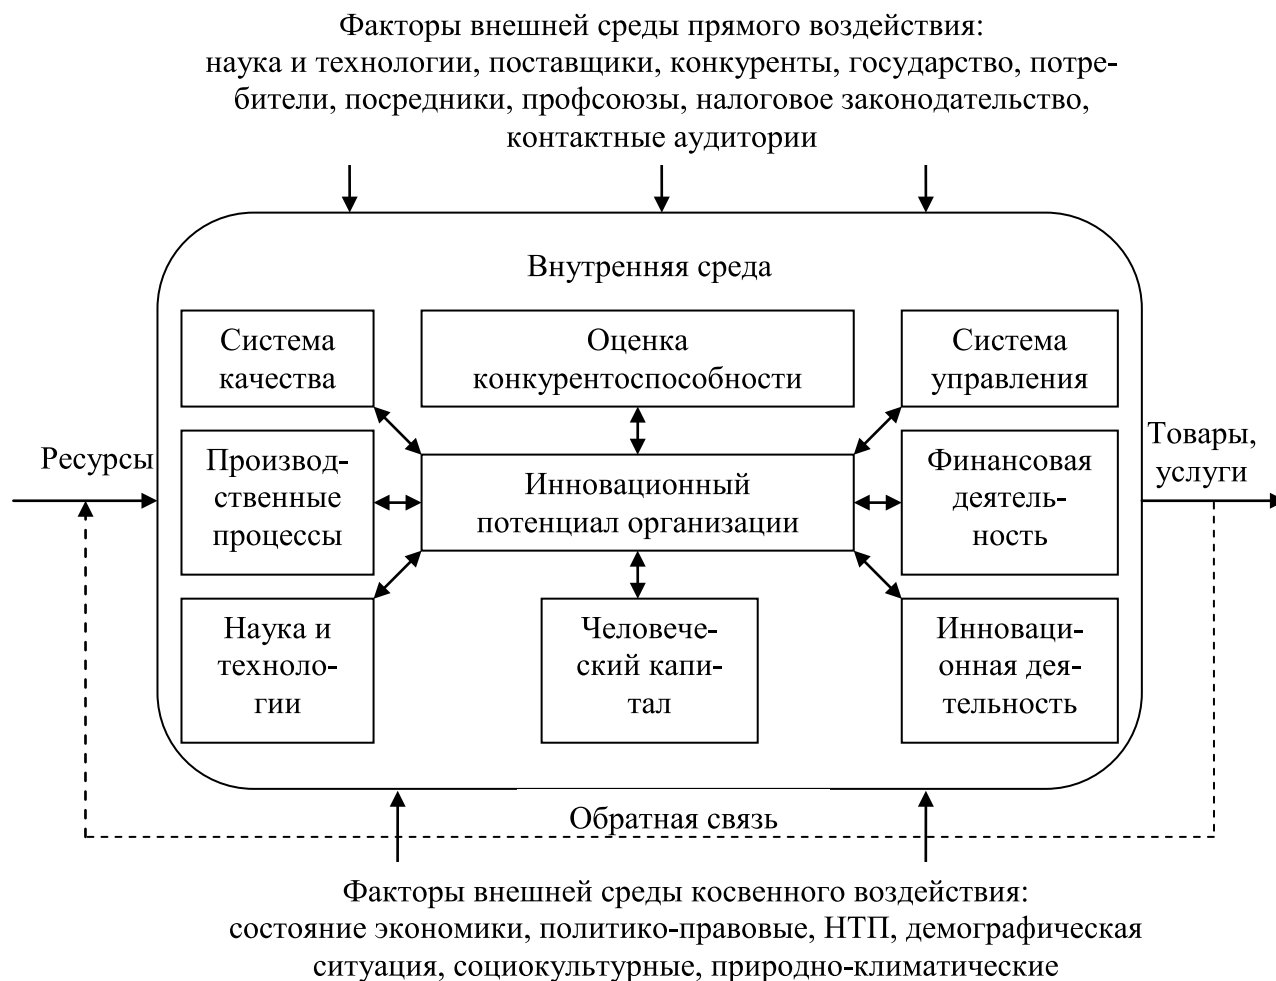 Факторы внешней среды прямого воздействия:
наука и технологии, поставщики, конкуренты, государство, потре-
бители, посредники, профсоюзы, налоговое законодательство,
контактные аудитории
Внутренняя среда
Система
качества
Оценка
конкурентоспособности
Система
управления
Ресурсы
Производ-
ственные
процессы
Инновационный
потенциал организации
Финансовая
деятель-
ность
Товары,
услуги
Наука и
техноло-
гии
Человече-
ский капи-
тал
Инноваци-
онная дея-
тельность
Обратная связь
Факторы внешней среды косвенного воздействия:
состояние экономики, политико-правовые, НТП, демографическая
ситуация, социокультурные, природно-климатические